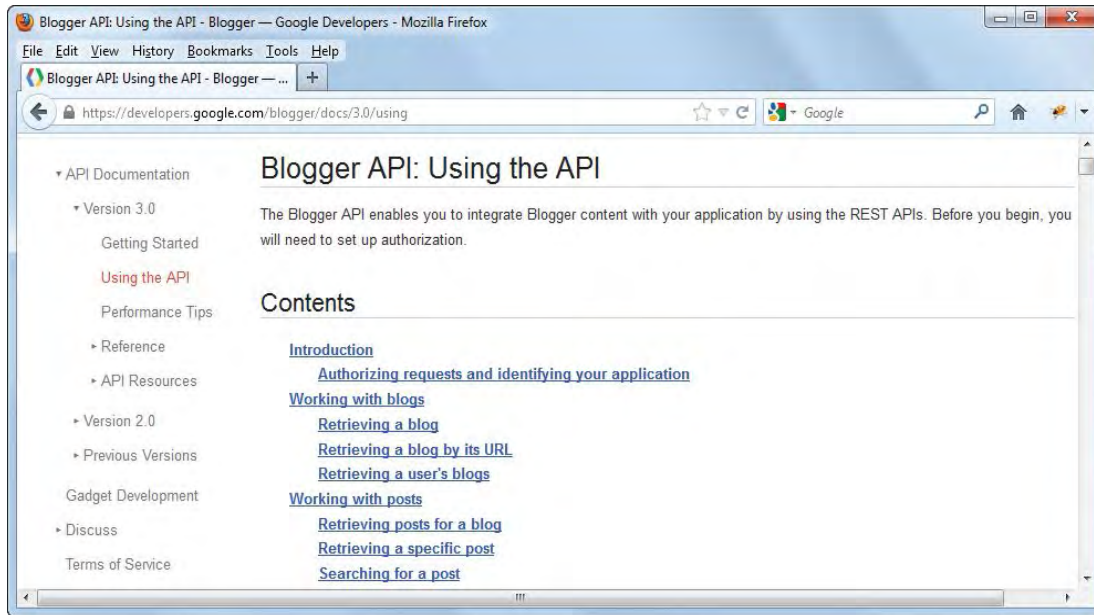 Blogger API: Using the API - Blogger — Google Developers - Mozilla Firefox
File Edit View History Bookmarks Tools Help
Blogger API: Using the API - Blogger — ...
https://developers.google.com/blogger/docs/3.0/using
Google
API Documentation
Version 3.0
Getting Started
Using the API
Performance Tips
Reference
API Resources
Version 2.0
Previous Versions
Gadget Development
Discuss
Terms of Service
Blogger API: Using the API
The Blogger API enables you to integrate Blogger content with your application by using the REST APIs. Before you begin, you
will need to set up authorization.
Contents
Introduction
Authorizing requests and identifying your application
Working with blogs
Retrieving a blog
Retrieving a blog by its URL
Retrieving a user's blogs
Working with posts
Retrieving posts for a blog
Retrieving a specific post
Searching for a post